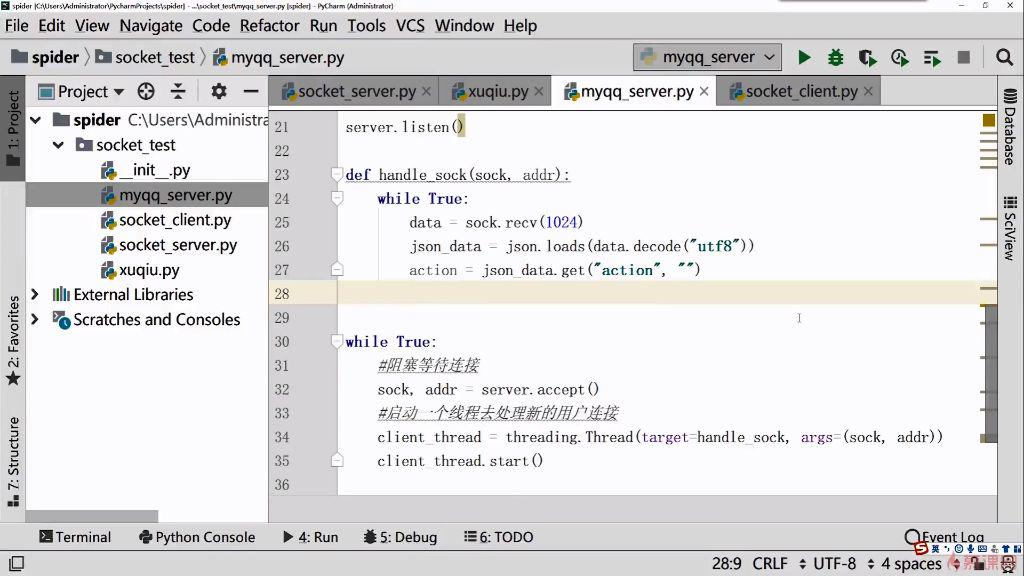 spider [C:\Users\Administrator\PycharmProjects\spider] - ...\socket_test\myqq_server.py [spider] - PyCharm (Administrator)
File Edit View Navigate Code Refactor Run Tools VCS Window Help
spider socket_test myqq_server.py myqq_server
1: Project
Project
socket_server.py xuqiu.py myqq_server.py socket_client.py
spider C:\Users\Administra
socket_test
__init__.py
myqq_server.py
socket_client.py
socket_server.py
xuqiu.py
External Libraries
Scratches and Consoles
21 server.listen()
22
23 def handle_sock(sock, addr):
24 while True:
25 data = sock.recv(1024)
26 json_data = json.loads(data.decode("utf8"))
27 action = json_data.get("action", "")
28
29
30 while True:
31 #阻塞等待连接
32 sock, addr = server.accept()
33 #启动一个线程去处理新的用户连接
34 client_thread = threading.Thread(target=handle_sock, args=(sock, addr))
35 client_thread.start()
36
Database
SciView
2: Favorites
7: Structure
Terminal Python Console 4: Run 5: Debug 6: TODO Event Log
英
28:9 CRLF UTF-8 4 spaces